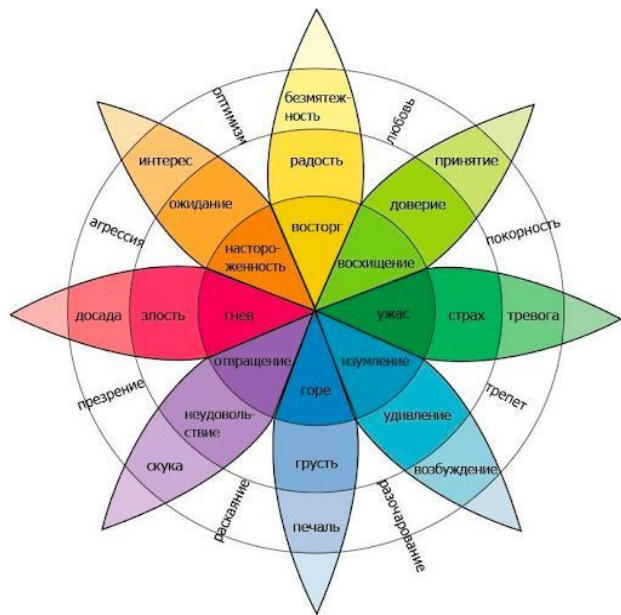 безмятеж-
ность
оптимизм
любовь
интерес
радость
принятие
ожидание
доверие
агрессия
восторг
покорность
насторо-
женность
восхищение
досада
злость
гнев
ужас
страх
тревога
отвращение
изумление
презрение
горе
трепет
неудоволь-
ствие
удивление
скука
грусть
возбуждение
раскаяние
разочарование
печаль